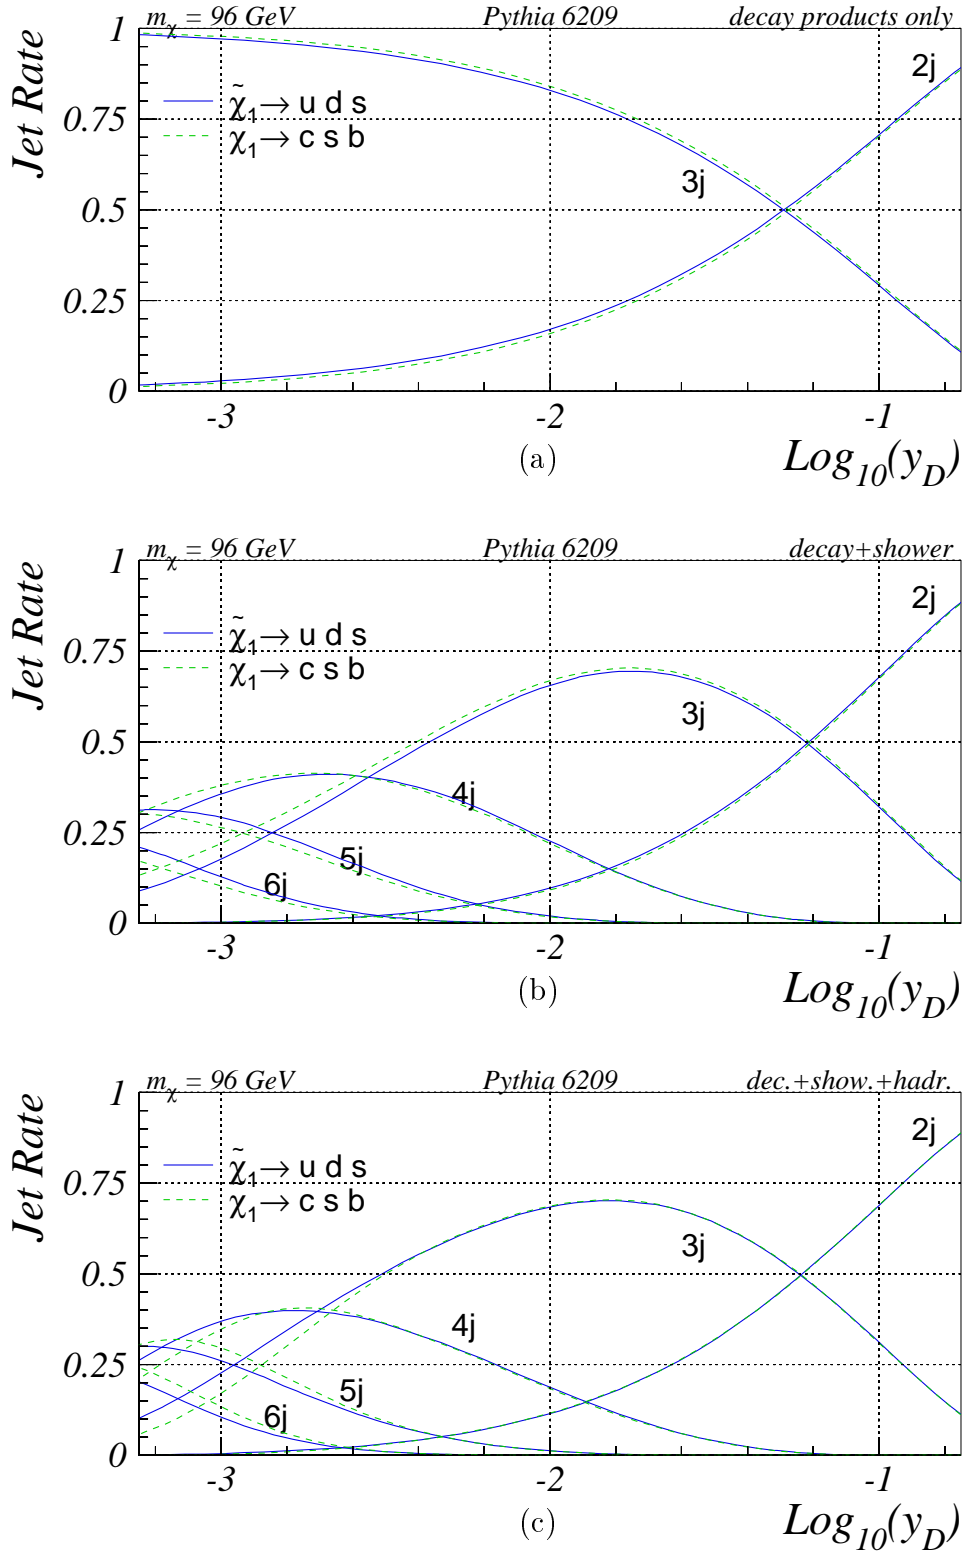 m_χ = 96 GeV Pythia 6209 decay products only
Jet Rate
1
0.75
0.5
0.25
0
χ̃₁→ u d s
χ̃₁→ c s b
2j
3j
-3 -2 -1
(a) Log₁₀(y_D)
m_χ = 96 GeV Pythia 6209 decay+shower
Jet Rate
1
0.75
0.5
0.25
0
χ̃₁→ u d s
χ̃₁→ c s b
2j
3j
4j
5j
6j
-3 -2 -1
(b) Log₁₀(y_D)
m_χ = 96 GeV Pythia 6209 dec.+show.+hadr.
Jet Rate
1
0.75
0.5
0.25
0
χ̃₁→ u d s
χ̃₁→ c s b
2j
3j
4j
5j
6j
-3 -2 -1
(c) Log₁₀(y_D)